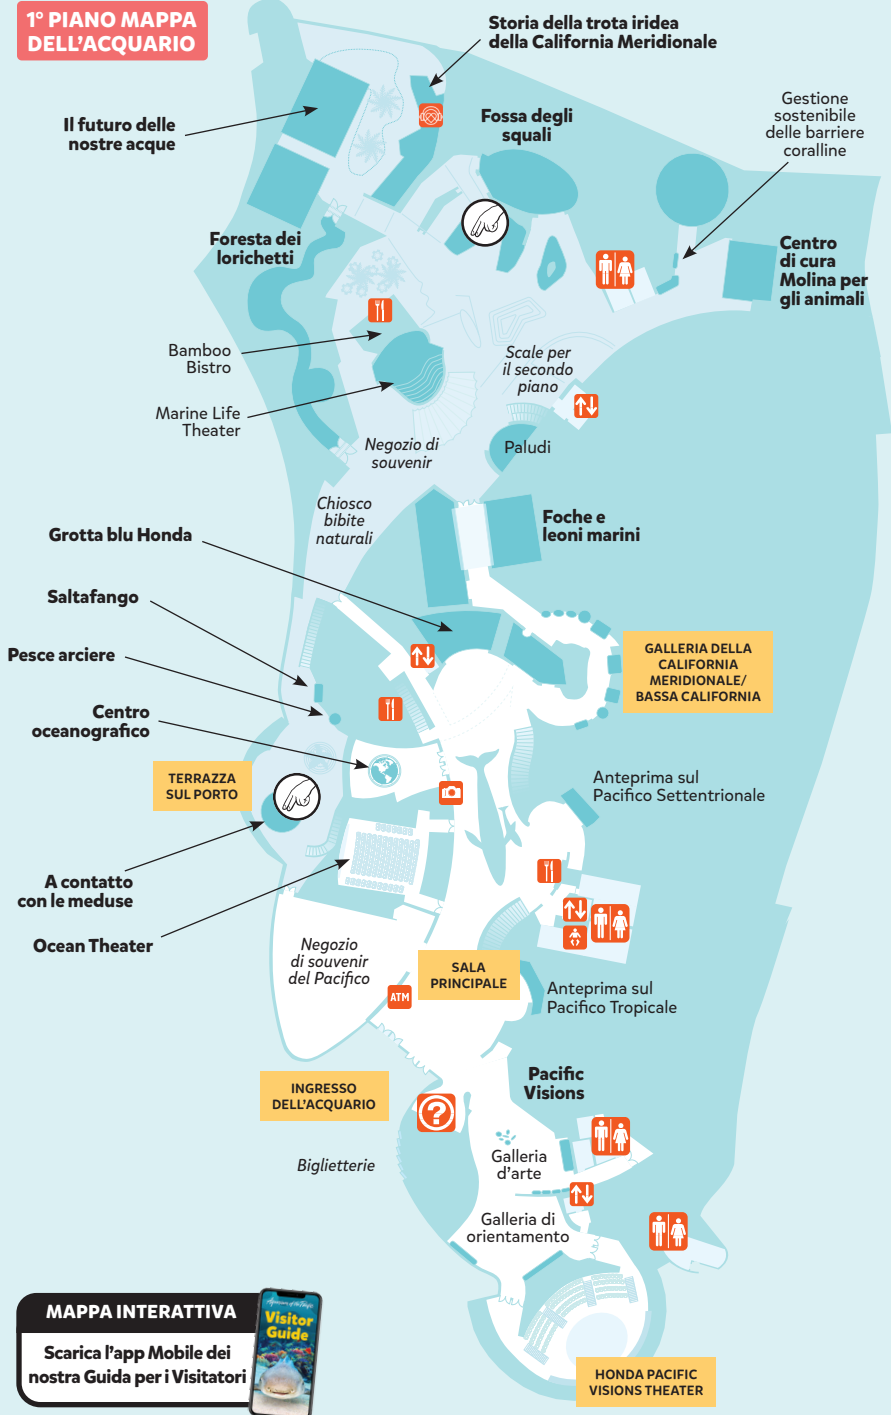 1° PIANO MAPPA
DELL'ACQUARIO
Storia della trota iridea
della California Meridionale
Il futuro delle
nostre acque
Fossa degli
squali
Gestione
sostenibile
delle barriere
coralline
Foresta dei
lorichetti
Centro
di cura
Molina per
gli animali
Bamboo
Bistro
Scale per
il secondo
piano
Marine Life
Theater
Negozio di
souvenir
Paludi
Chiosco
bibite
naturali
Foche e
leoni marini
Grotta blu Honda
Saltafango
Pesce arciere
GALLERIA DELLA
CALIFORNIA
MERIDIONALE/
BASSA CALIFORNIA
Centro
oceanografico
TERRAZZA
SUL PORTO
Anteprima sul
Pacifico Settentrionale
A contatto
con le meduse
Ocean Theater
Negozio
di souvenir
del Pacifico
SALA
PRINCIPALE
ATM
Anteprima sul
Pacifico Tropicale
INGRESSO
DELL'ACQUARIO
Pacific
Visions
?
Biglietterie
Galleria
d'arte
Galleria di
orientamento
MAPPA INTERATTIVA
Scarica l'app Mobile dei
nostra Guida per i Visitatori
Aquarium of the Pacific
Visitor
Guide
HONDA PACIFIC
VISIONS THEATER